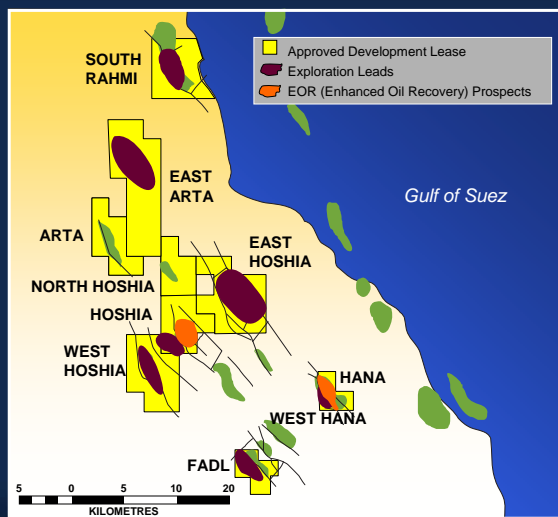 SOUTH
RAHMI
Approved Development Lease
Exploration Leads
EOR (Enhanced Oil Recovery) Prospects
Gulf of Suez
EAST
ARTA
ARTA
EAST
HOSHIA
NORTH HOSHIA
HOSHIA
WEST
HOSHIA
HANA
WEST HANA
FADL
5 0 5 10 20
KILOMETRES